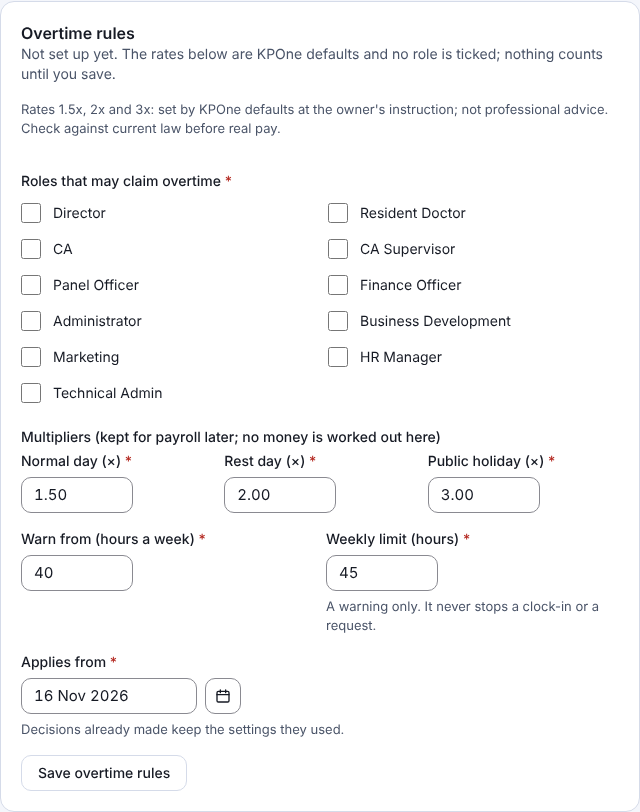 Overtime rules
Not set up yet. The rates below are KPOne defaults and no role is ticked; nothing counts
until you save.
Rates 1.5x, 2x and 3x: set by KPOne defaults at the owner's instruction; not professional advice.
Check against current law before real pay.
Roles that may claim overtime *
Director
Resident Doctor
CA
CA Supervisor
Panel Officer
Finance Officer
Administrator
Business Development
Marketing
HR Manager
Technical Admin
Multipliers (kept for payroll later; no money is worked out here)
Normal day (×) *
Rest day (×) *
Public holiday (×) *
1.50
2.00
3.00
Warn from (hours a week) *
Weekly limit (hours) *
40
45
A warning only. It never stops a clock-in or a
request.
Applies from *
16 Nov 2026
Decisions already made keep the settings they used.
Save overtime rules